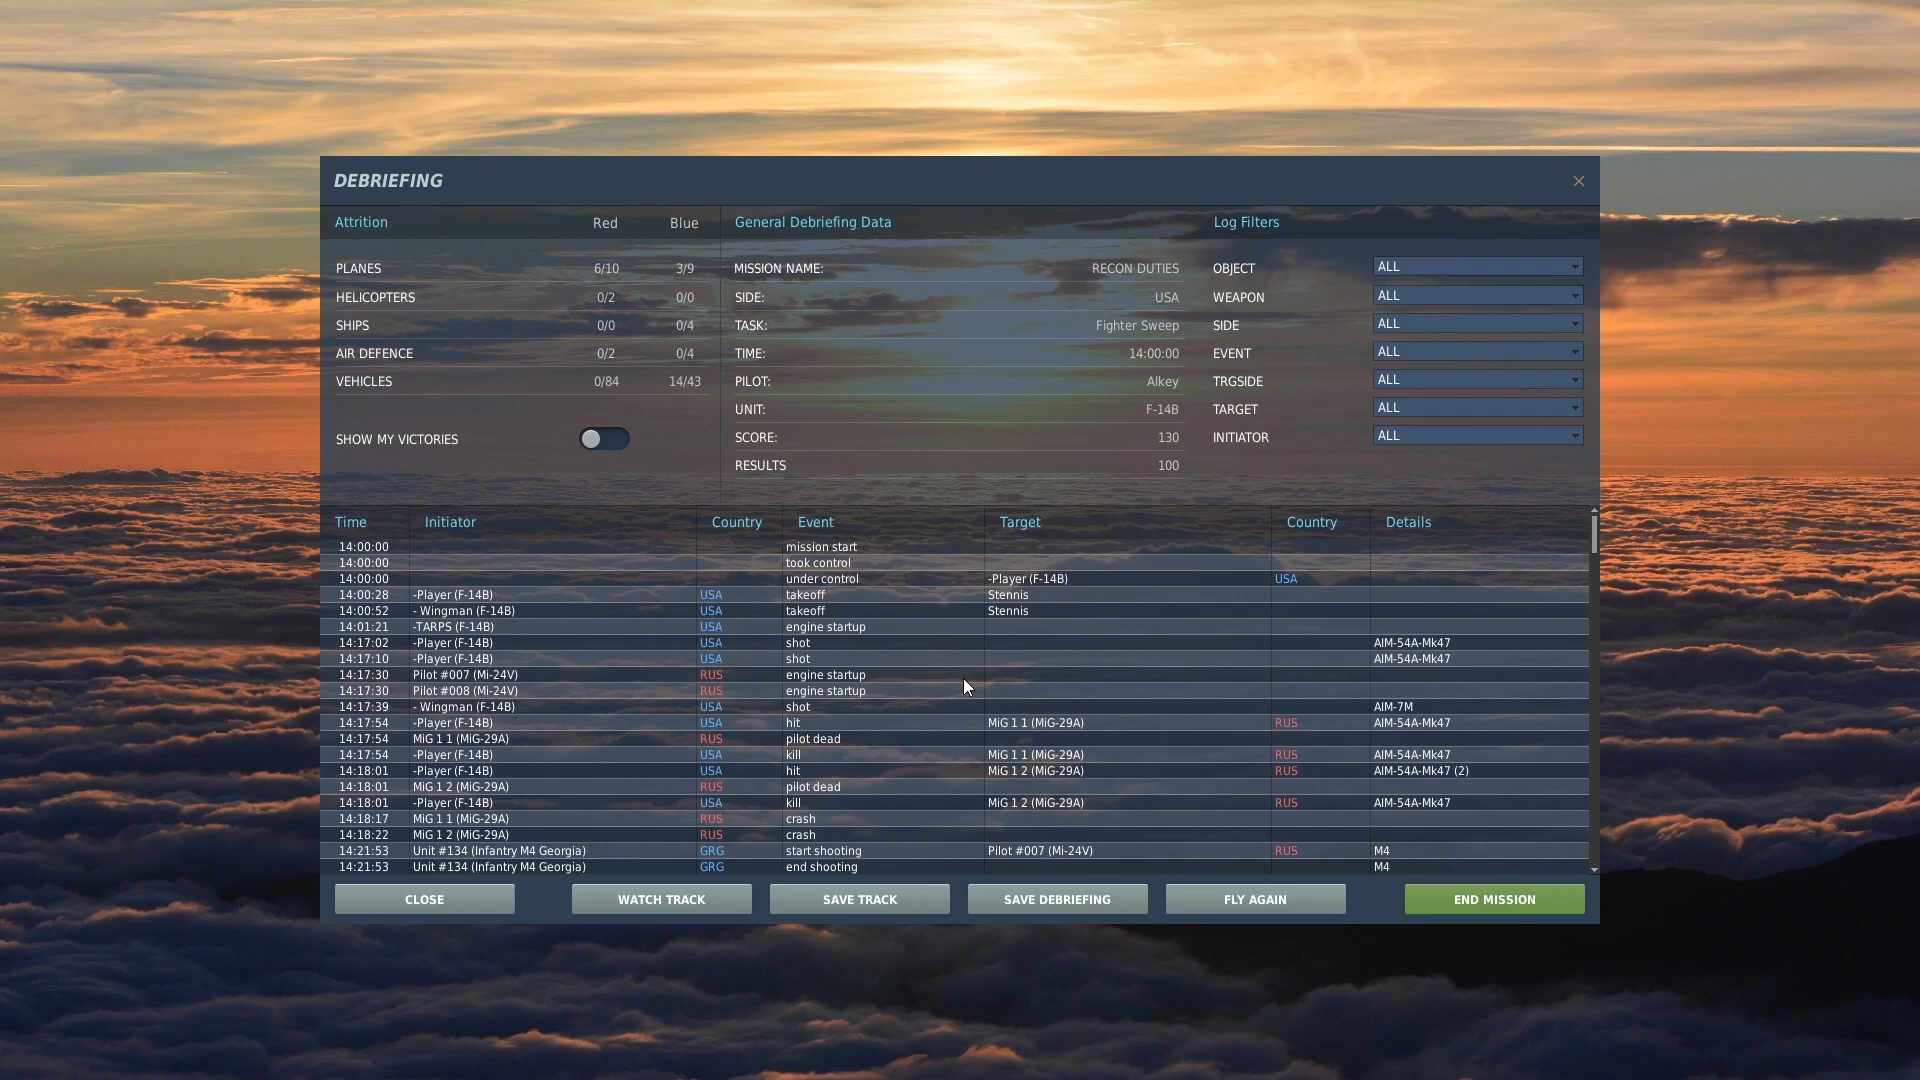 DEBRIEFING
Attrition Red Blue
PLANES 6/10 3/9
HELICOPTERS 0/2 0/0
SHIPS 0/0 0/4
AIR DEFENCE 0/2 0/4
VEHICLES 0/84 14/43
SHOW MY VICTORIES
General Debriefing Data
MISSION NAME: RECON DUTIES
SIDE: USA
TASK: Fighter Sweep
TIME: 14:00:00
PILOT: Alkey
UNIT: F-14B
SCORE: 130
RESULTS 100
Log Filters
OBJECT ALL
WEAPON ALL
SIDE ALL
EVENT ALL
TRGSIDE ALL
TARGET ALL
INITIATOR ALL
Time Initiator Country Event Target Country Details
14:00:00 mission start
14:00:00 took control
14:00:00 under control -Player (F-14B) USA
14:00:28 -Player (F-14B) USA takeoff Stennis
14:00:52 - Wingman (F-14B) USA takeoff Stennis
14:01:21 -TARPS (F-14B) USA engine startup
14:17:02 -Player (F-14B) USA shot AIM-54A-Mk47
14:17:10 -Player (F-14B) USA shot AIM-54A-Mk47
14:17:30 Pilot #007 (Mi-24V) RUS engine startup
14:17:30 Pilot #008 (Mi-24V) RUS engine startup
14:17:39 - Wingman (F-14B) USA shot AIM-7M
14:17:54 -Player (F-14B) USA hit MiG 1 1 (MiG-29A) RUS AIM-54A-Mk47
14:17:54 MiG 1 1 (MiG-29A) RUS pilot dead
14:17:54 -Player (F-14B) USA kill MiG 1 1 (MiG-29A) RUS AIM-54A-Mk47
14:18:01 -Player (F-14B) USA hit MiG 1 2 (MiG-29A) RUS AIM-54A-Mk47 (2)
14:18:01 MiG 1 2 (MiG-29A) RUS pilot dead
14:18:01 -Player (F-14B) USA kill MiG 1 2 (MiG-29A) RUS AIM-54A-Mk47
14:18:17 MiG 1 1 (MiG-29A) RUS crash
14:18:22 MiG 1 2 (MiG-29A) RUS crash
14:21:53 Unit #134 (Infantry M4 Georgia) GRG start shooting Pilot #007 (Mi-24V) RUS M4
14:21:53 Unit #134 (Infantry M4 Georgia) GRG end shooting M4
CLOSE WATCH TRACK SAVE TRACK SAVE DEBRIEFING FLY AGAIN END MISSION